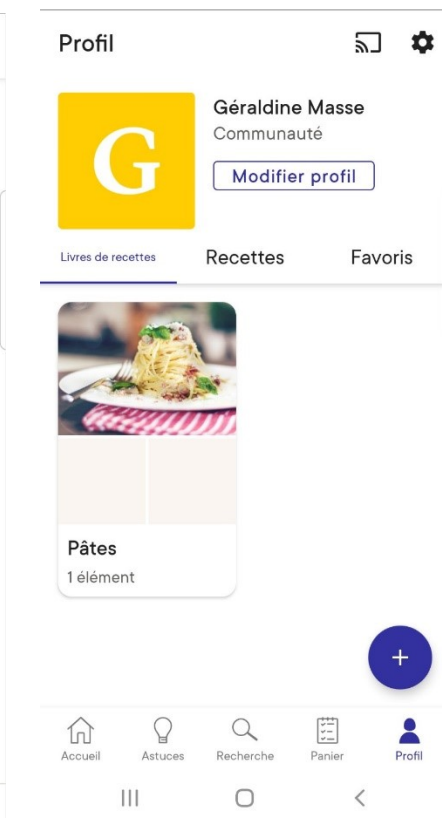 Profil
G
Géraldine Masse
Communauté
Modifier profil
Livres de recettes Recettes Favoris
Pâtes
1 élément
+
Accueil Astuces Recherche Panier Profil